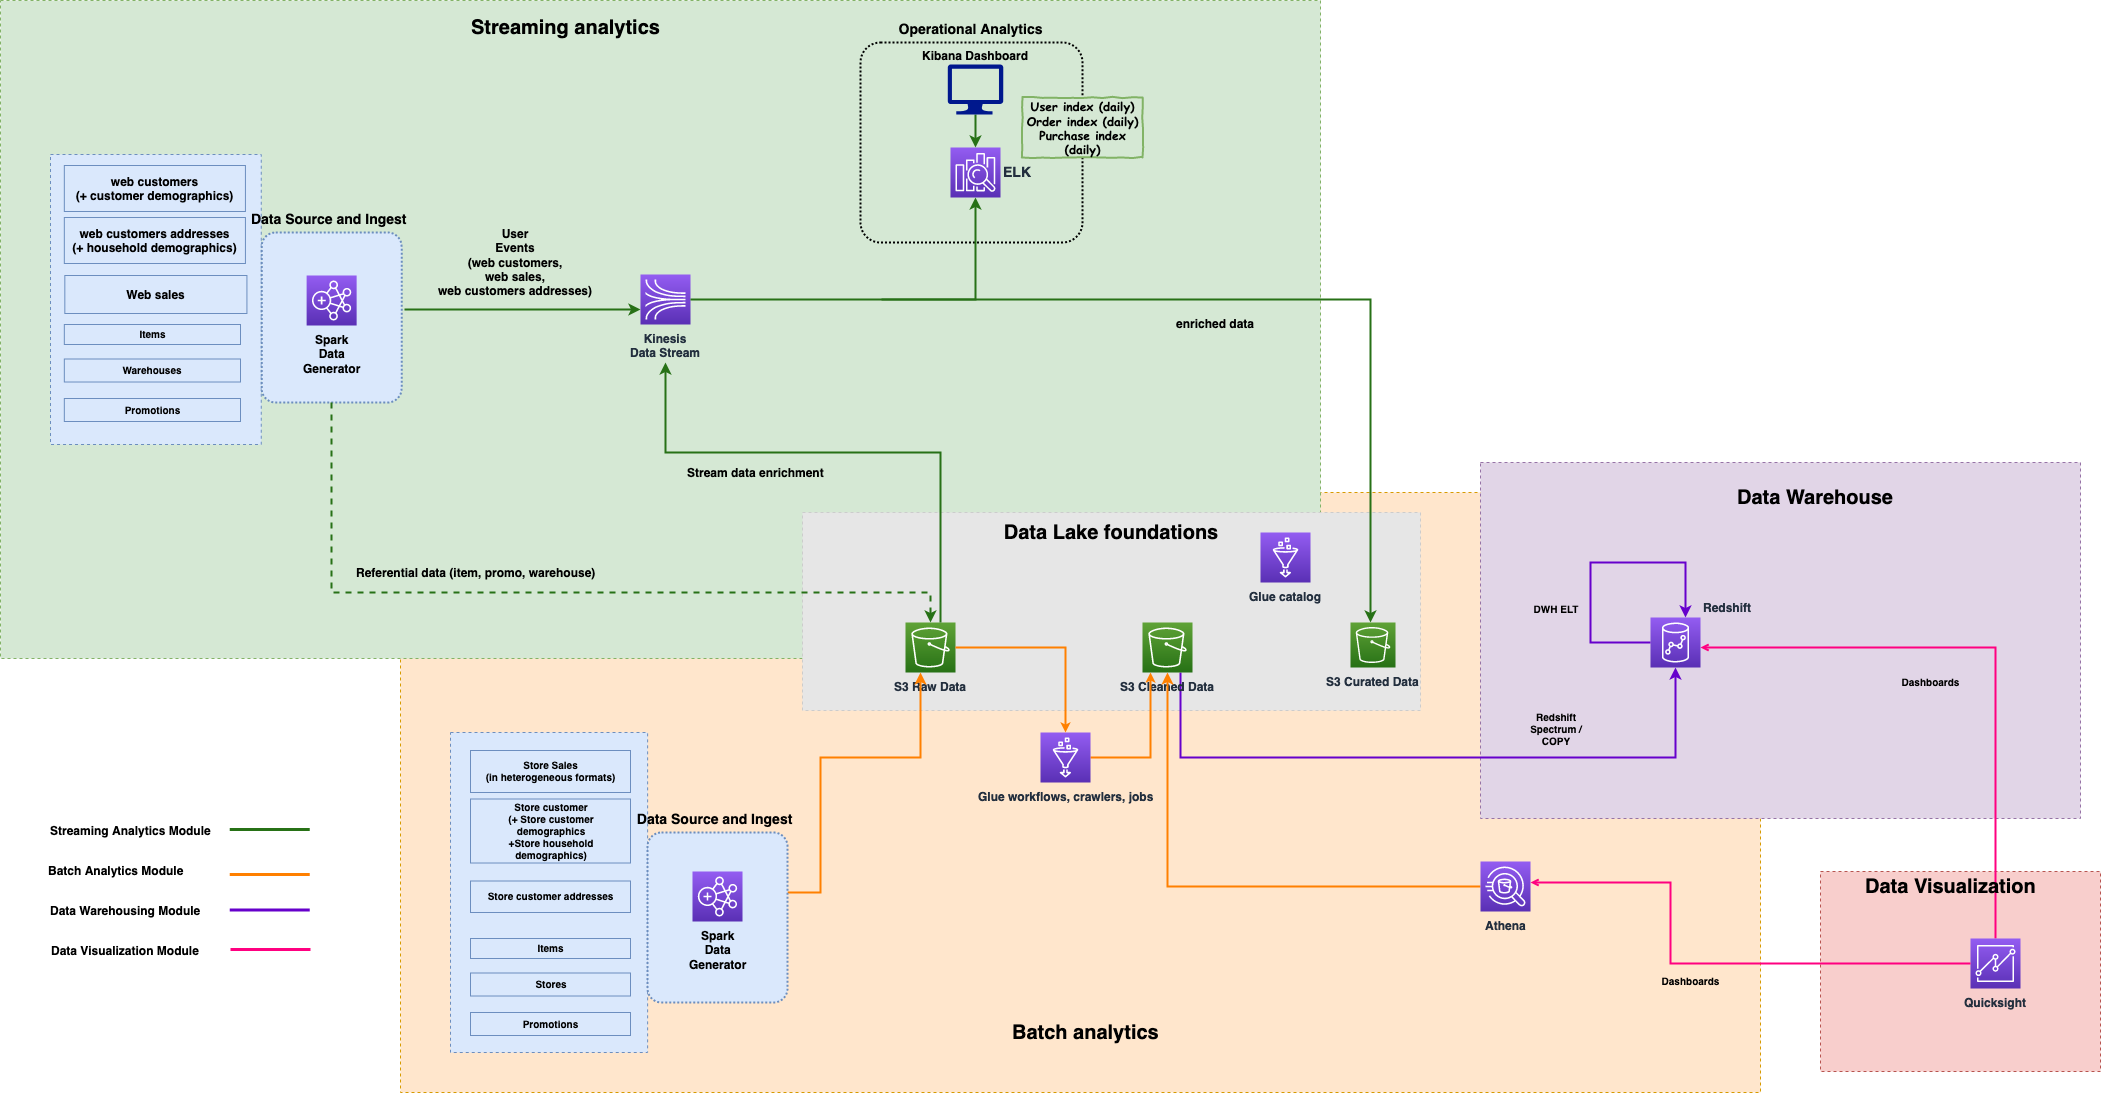 Streaming analytics
Operational Analytics
Kibana Dashboard
User index (daily)
Order index (daily)
Purchase index
(daily)
ELK
web customers
(+ customer demographics)
web customers addresses
(+ household demographics)
Web sales
Items
Warehouses
Promotions
Data Source and Ingest
Spark
Data
Generator
User
Events
(web customers,
web sales,
web customers addresses)
Kinesis
Data Stream
enriched data
Stream data enrichment
Referential data (item, promo, warehouse)
Data Lake foundations
Glue catalog
S3 Raw Data
S3 Cleaned Data
S3 Curated Data
Glue workflows, crawlers, jobs
Data Warehouse
DWH ELT
Redshift
Redshift
Spectrum /
COPY
Dashboards
Store Sales
(in heterogeneous formats)
Store customer
(+ Store customer
demographics
+Store household
demographics)
Store customer addresses
Items
Stores
Promotions
Data Source and Ingest
Spark
Data
Generator
Athena
Dashboards
Data Visualization
Quicksight
Batch analytics
Streaming Analytics Module
Batch Analytics Module
Data Warehousing Module
Data Visualization Module